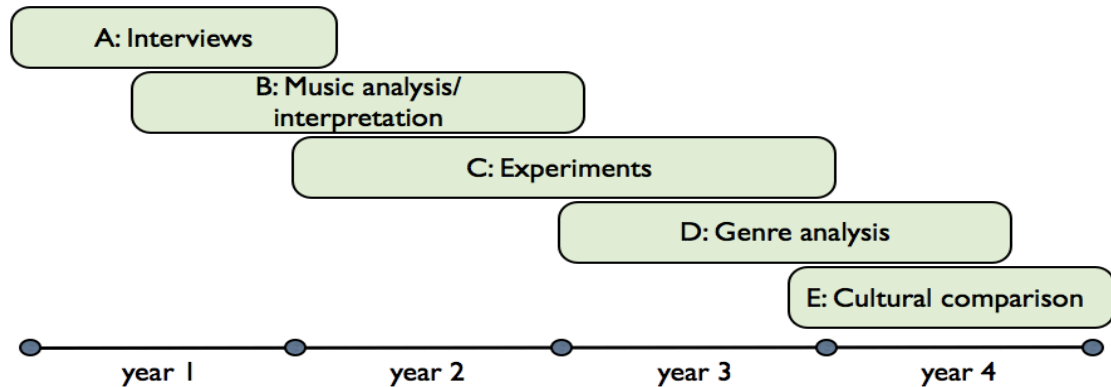 A: Interviews
B: Music analysis/
interpretation
C: Experiments
D: Genre analysis
E: Cultural comparison
year 1
year 2
year 3
year 4